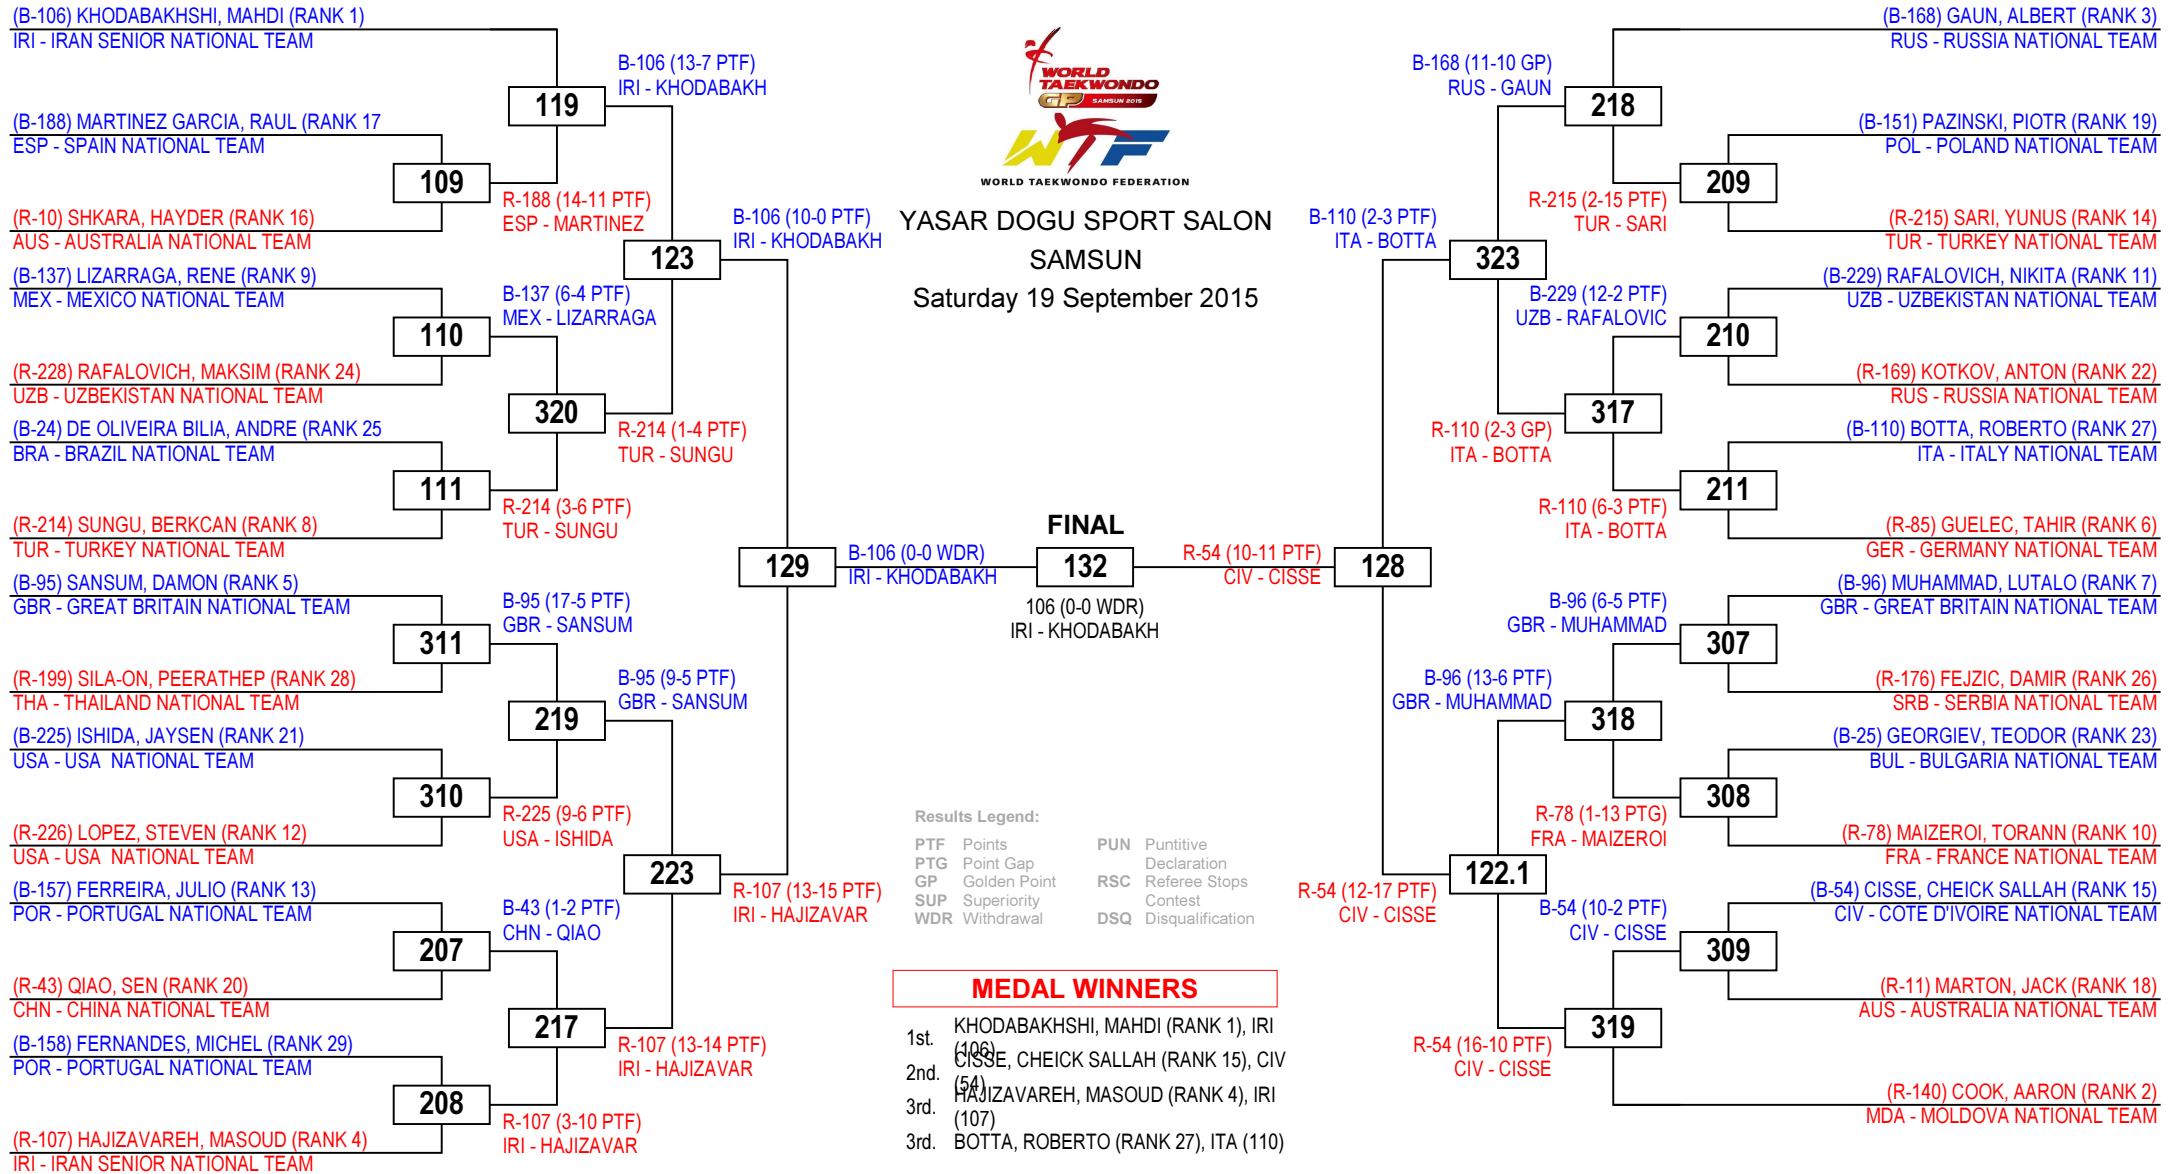 (B-106) KHODABAKHSHI, MAHDI (RANK 1)
IRI - IRAN SENIOR NATIONAL TEAM
(B-188) MARTINEZ GARCIA, RAUL (RANK 17
ESP - SPAIN NATIONAL TEAM
(R-10) SHKARA, HAYDER (RANK 16)
AUS - AUSTRALIA NATIONAL TEAM
(B-137) LIZARRAGA, RENE (RANK 9)
MEX - MEXICO NATIONAL TEAM
(R-228) RAFALOVICH, MAKSIM (RANK 24)
UZB - UZBEKISTAN NATIONAL TEAM
(B-24) DE OLIVEIRA BILIA, ANDRE (RANK 25
BRA - BRAZIL NATIONAL TEAM
(R-214) SUNGU, BERKCAN (RANK 8)
TUR - TURKEY NATIONAL TEAM
(B-95) SANSUM, DAMON (RANK 5)
GBR - GREAT BRITAIN NATIONAL TEAM
(R-199) SILA-ON, PEERATHEP (RANK 28)
THA - THAILAND NATIONAL TEAM
(B-225) ISHIDA, JAYSEN (RANK 21)
USA - USA  NATIONAL TEAM
(R-226) LOPEZ, STEVEN (RANK 12)
USA - USA  NATIONAL TEAM
(B-157) FERREIRA, JULIO (RANK 13)
POR - PORTUGAL NATIONAL TEAM
(R-43) QIAO, SEN (RANK 20)
CHN - CHINA NATIONAL TEAM
(B-158) FERNANDES, MICHEL (RANK 29)
POR - PORTUGAL NATIONAL TEAM
(R-107) HAJIZAVAREH, MASOUD (RANK 4)
IRI - IRAN SENIOR NATIONAL TEAM
109
R-188 (14-11 PTF)
ESP - MARTINEZ
110
B-137 (6-4 PTF)
MEX - LIZARRAGA
111
R-214 (3-6 PTF)
TUR - SUNGU
311
B-95 (17-5 PTF)
GBR - SANSUM
310
R-225 (9-6 PTF)
USA - ISHIDA
207
B-43 (1-2 PTF)
CHN - QIAO
208
R-107 (3-10 PTF)
IRI - HAJIZAVAR
119
B-106 (13-7 PTF)
IRI - KHODABAKH
320
R-214 (1-4 PTF)
TUR - SUNGU
219
B-95 (9-5 PTF)
GBR - SANSUM
217
R-107 (13-14 PTF)
IRI - HAJIZAVAR
123
B-106 (10-0 PTF)
IRI - KHODABAKH
223
R-107 (13-15 PTF)
IRI - HAJIZAVAR
129
B-106 (0-0 WDR)
IRI - KHODABAKH
WORLD
TAEKWONDO
GP SAMSUN 2015
WTF
WORLD TAEKWONDO FEDERATION
YASAR DOGU SPORT SALON
SAMSUN
Saturday 19 September 2015
FINAL
132
106 (0-0 WDR)
IRI - KHODABAKH
Results Legend:
PTF Points
PTG Point Gap
GP Golden Point
SUP Superiority
WDR Withdrawal
PUN Puntitive
Declaration
RSC Referee Stops
Contest
DSQ Disqualification
MEDAL WINNERS
1st. KHODABAKHSHI, MAHDI (RANK 1), IRI
(106)
2nd. CISSE, CHEICK SALLAH (RANK 15), CIV
(54)
3rd. HAJIZAVAREH, MASOUD (RANK 4), IRI
(107)
3rd. BOTTA, ROBERTO (RANK 27), ITA (110)
R-54 (10-11 PTF)
CIV - CISSE
128
B-110 (2-3 PTF)
ITA - BOTTA
323
R-54 (12-17 PTF)
CIV - CISSE
122.1
B-168 (11-10 GP)
RUS - GAUN
218
R-110 (2-3 GP)
ITA - BOTTA
317
B-96 (13-6 PTF)
GBR - MUHAMMAD
318
R-54 (16-10 PTF)
CIV - CISSE
319
R-215 (2-15 PTF)
TUR - SARI
209
B-229 (12-2 PTF)
UZB - RAFALOVIC
210
R-110 (6-3 PTF)
ITA - BOTTA
211
B-96 (6-5 PTF)
GBR - MUHAMMAD
307
R-78 (1-13 PTG)
FRA - MAIZEROI
308
B-54 (10-2 PTF)
CIV - CISSE
309
(B-168) GAUN, ALBERT (RANK 3)
RUS - RUSSIA NATIONAL TEAM
(B-151) PAZINSKI, PIOTR (RANK 19)
POL - POLAND NATIONAL TEAM
(R-215) SARI, YUNUS (RANK 14)
TUR - TURKEY NATIONAL TEAM
(B-229) RAFALOVICH, NIKITA (RANK 11)
UZB - UZBEKISTAN NATIONAL TEAM
(R-169) KOTKOV, ANTON (RANK 22)
RUS - RUSSIA NATIONAL TEAM
(B-110) BOTTA, ROBERTO (RANK 27)
ITA - ITALY NATIONAL TEAM
(R-85) GUELEC, TAHIR (RANK 6)
GER - GERMANY NATIONAL TEAM
(B-96) MUHAMMAD, LUTALO (RANK 7)
GBR - GREAT BRITAIN NATIONAL TEAM
(R-176) FEJZIC, DAMIR (RANK 26)
SRB - SERBIA NATIONAL TEAM
(B-25) GEORGIEV, TEODOR (RANK 23)
BUL - BULGARIA NATIONAL TEAM
(R-78) MAIZEROI, TORANN (RANK 10)
FRA - FRANCE NATIONAL TEAM
(B-54) CISSE, CHEICK SALLAH (RANK 15)
CIV - COTE D'IVOIRE NATIONAL TEAM
(R-11) MARTON, JACK (RANK 18)
AUS - AUSTRALIA NATIONAL TEAM
(R-140) COOK, AARON (RANK 2)
MDA - MOLDOVA NATIONAL TEAM